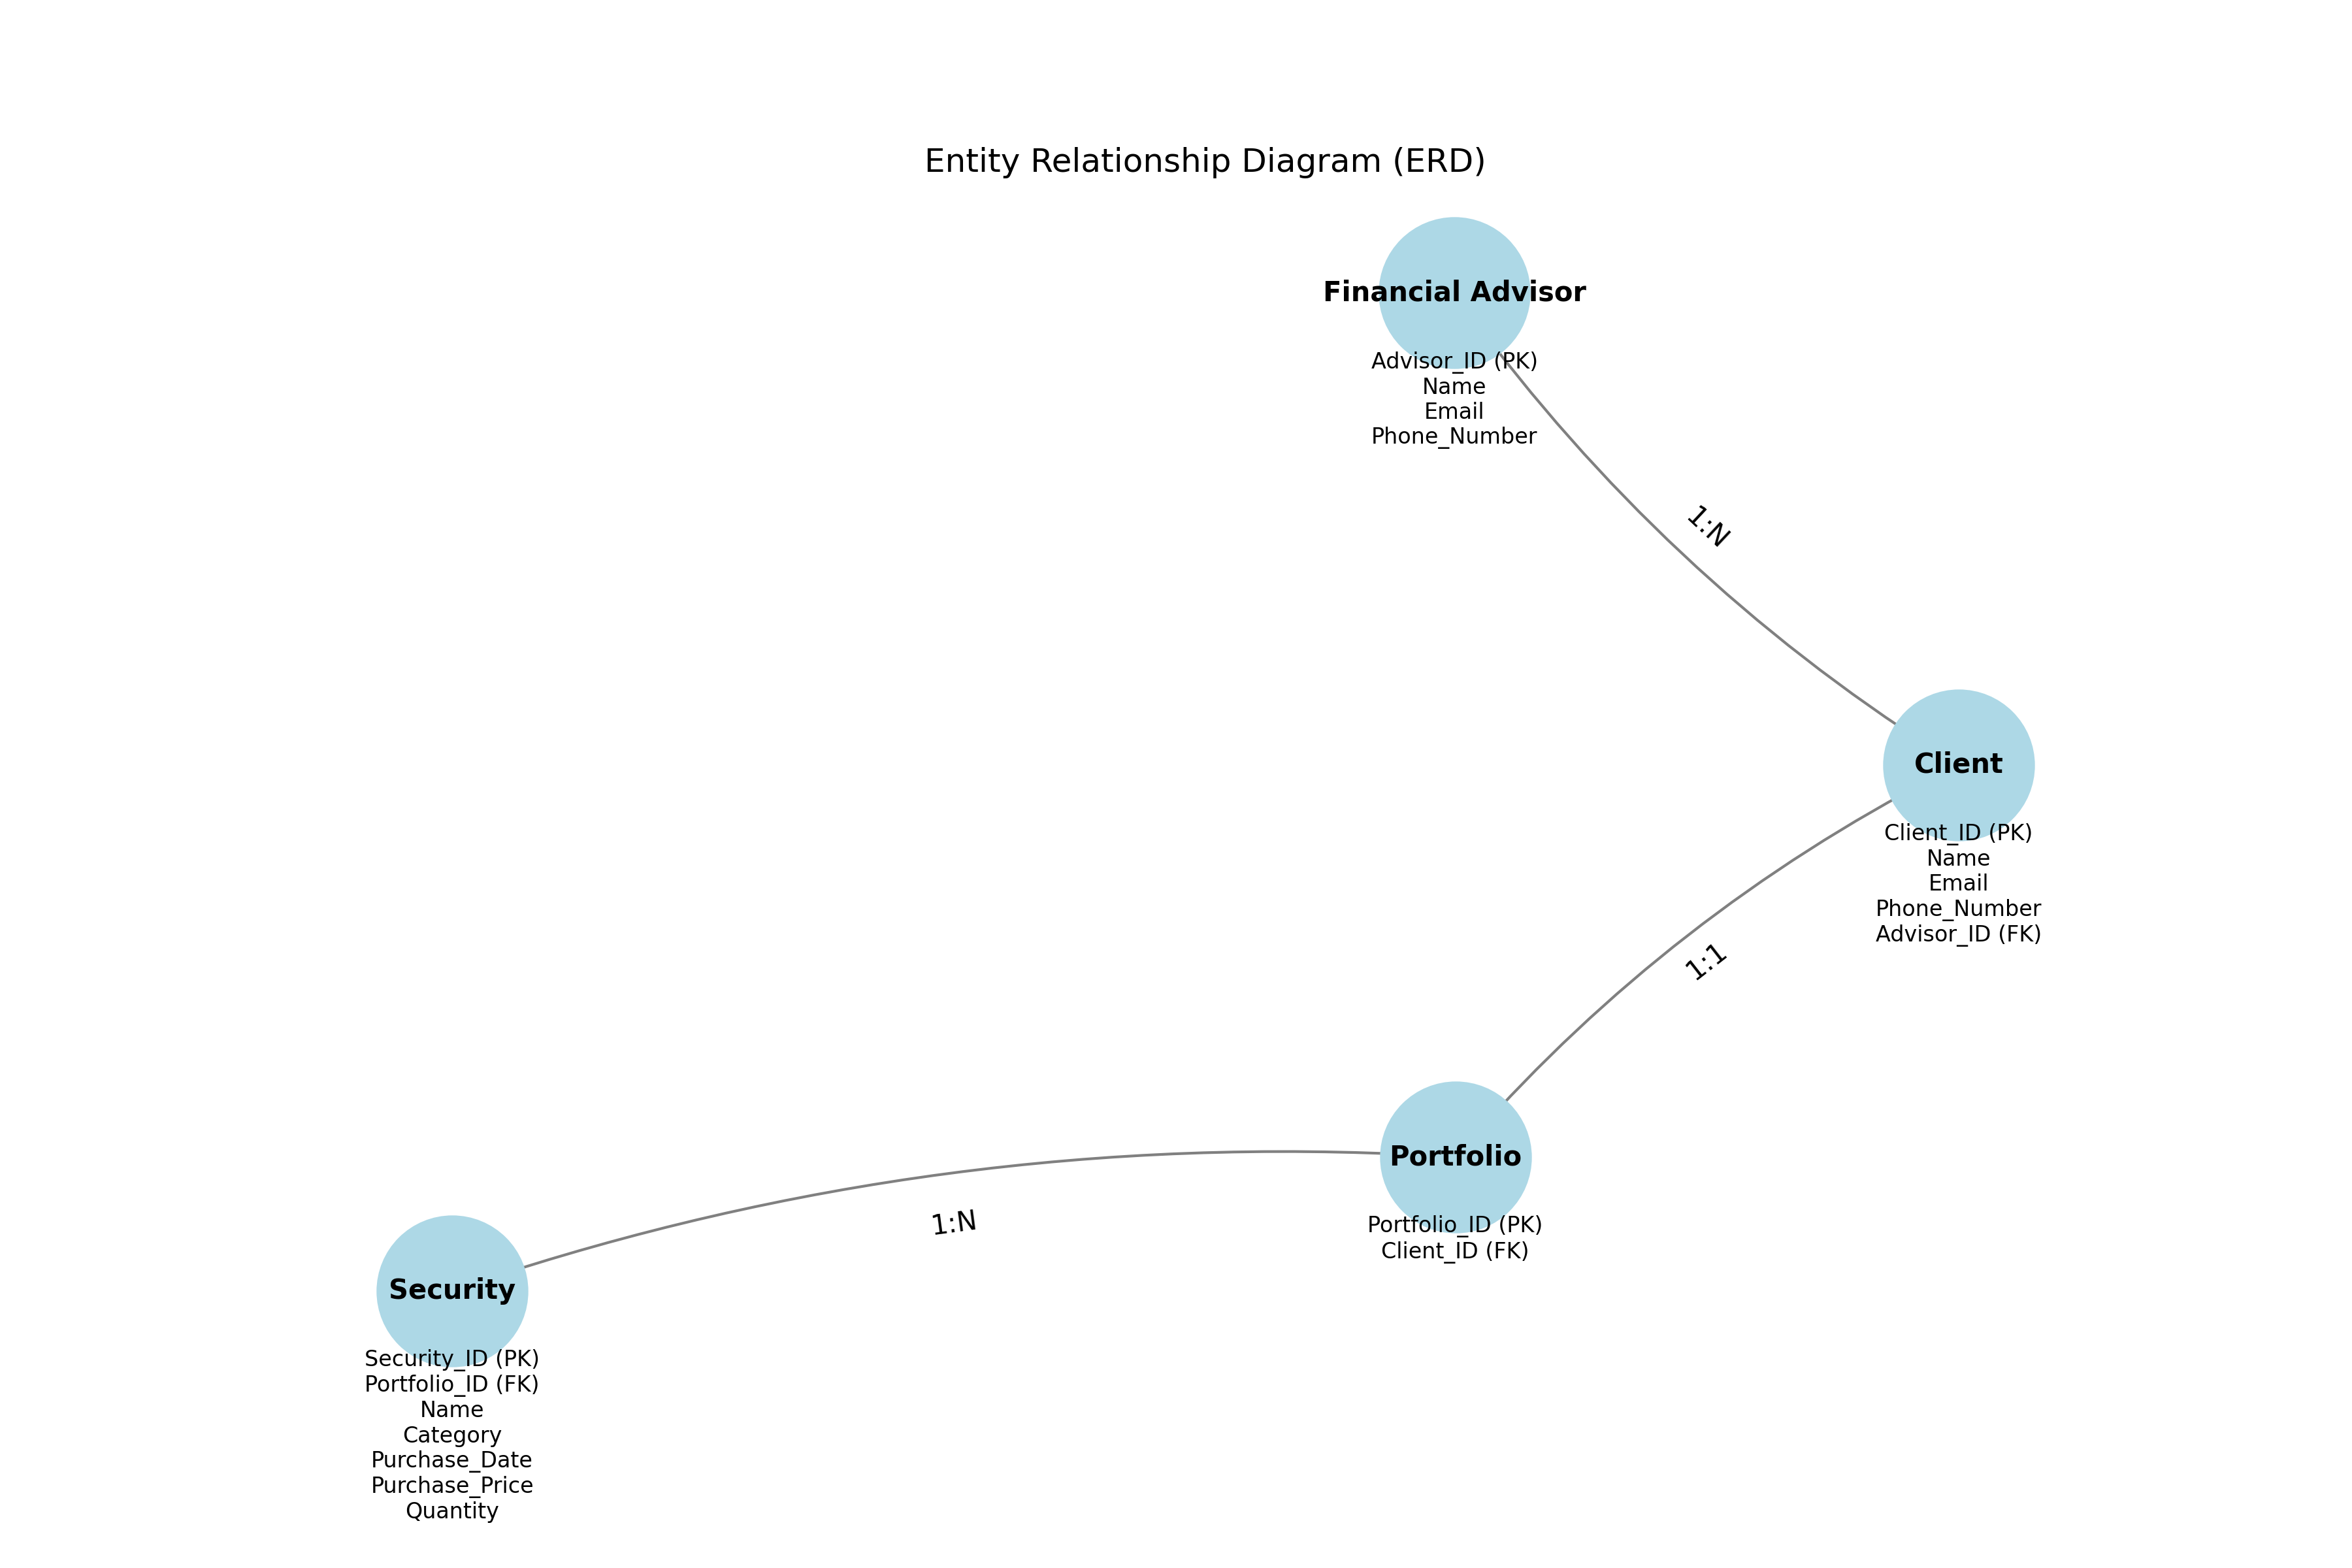 Entity Relationship Diagram (ERD)
Financial Advisor
Advisor_ID (PK)
Name
Email
Phone_Number
1:N
Client
Client_ID (PK)
Name
Email
Phone_Number
Advisor_ID (FK)
1:1
Portfolio
Portfolio_ID (PK)
Client_ID (FK)
1:N
Security
Security_ID (PK)
Portfolio_ID (FK)
Name
Category
Purchase_Date
Purchase_Price
Quantity